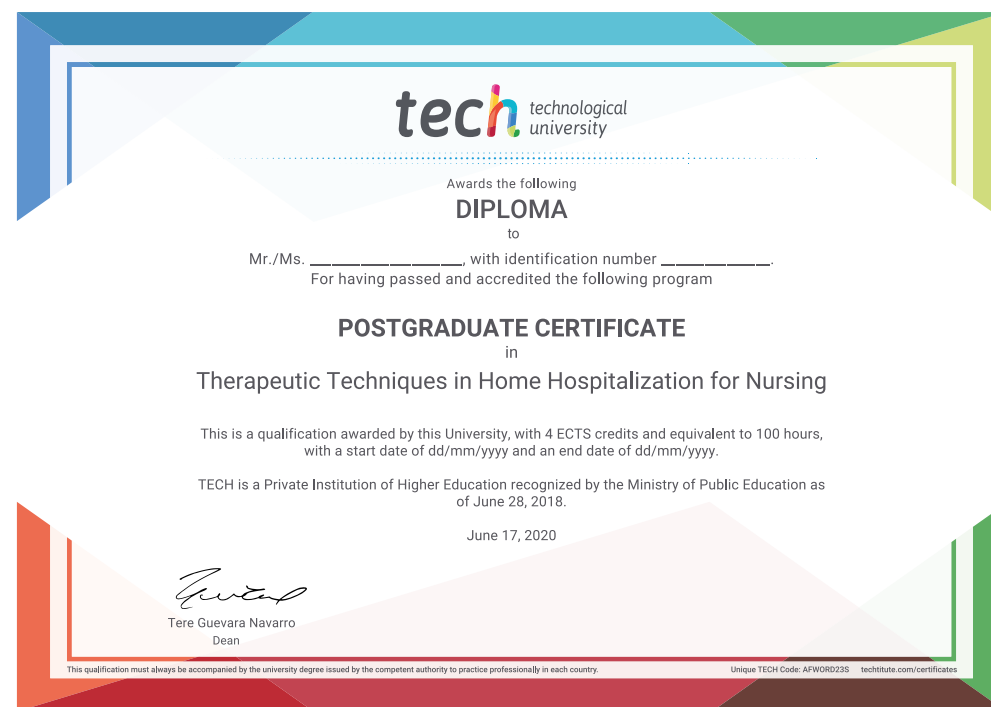 tech technological
university
Awards the following
DIPLOMA
to
Mr./Ms. ______________, with identification number __________.
For having passed and accredited the following program
POSTGRADUATE CERTIFICATE
in
Therapeutic Techniques in Home Hospitalization for Nursing
This is a qualification awarded by this University, with 4 ECTS credits and equivalent to 100 hours,
with a start date of dd/mm/yyyy and an end date of dd/mm/yyyy.
TECH is a Private Institution of Higher Education recognized by the Ministry of Public Education as
of June 28, 2018.
June 17, 2020
Tere Guevara Navarro
Dean
This qualification must always be accompanied by the university degree issued by the competent authority to practice professionally in each country.
Unique TECH Code: AFWORD23S techtitute.com/certificates